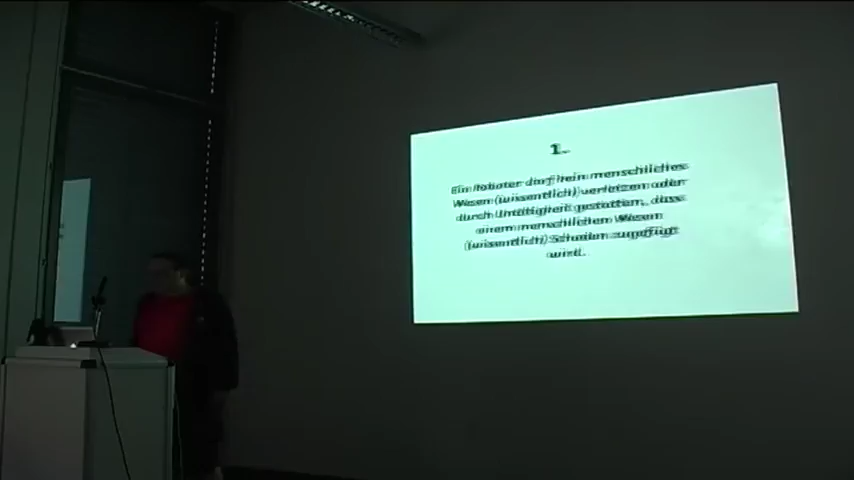 1.
Ein Roboter darf kein menschliches
Wesen (wissentlich) verletzen oder
durch Untätigkeit gestatten, dass
einem menschlichen Wesen
(wissentlich) Schaden zugefügt
wird.